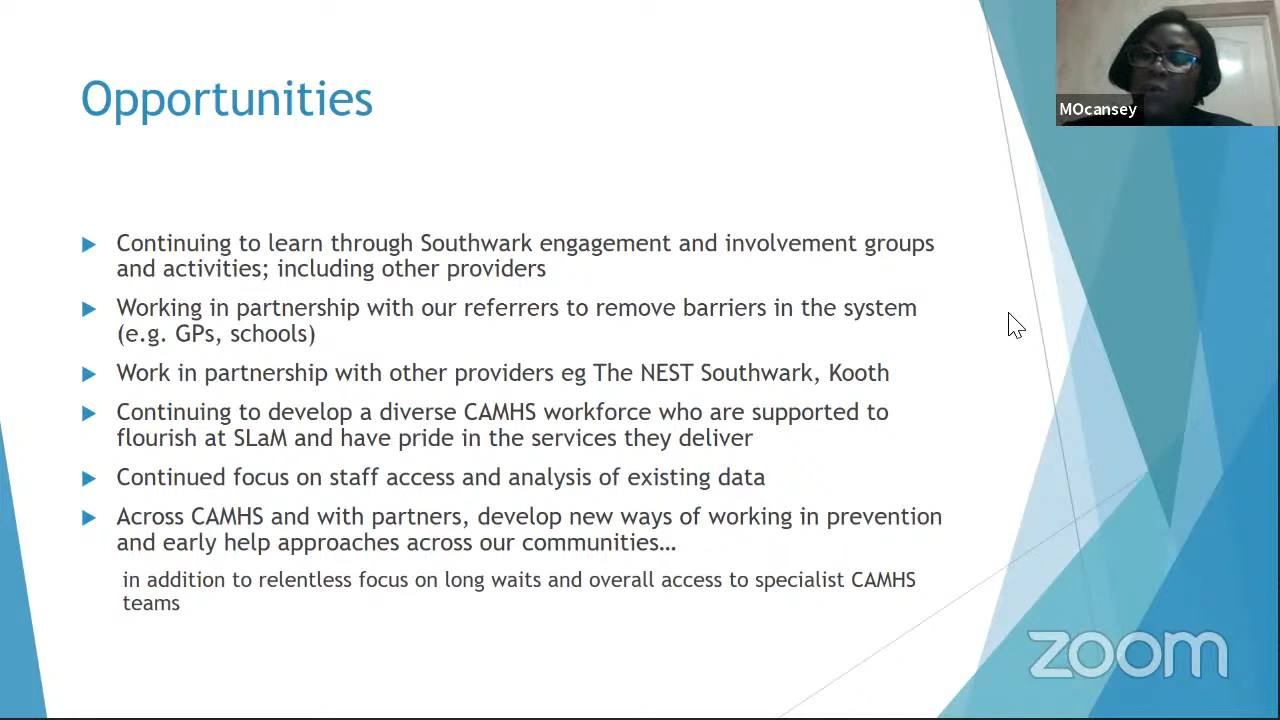 Opportunities
MOcansey
Continuing to learn through Southwark engagement and involvement groups
and activities; including other providers
Working in partnership with our referrers to remove barriers in the system
(e.g. GPs, schools)
Work in partnership with other providers eg The NEST Southwark, Kooth
Continuing to develop a diverse CAMHS workforce who are supported to
flourish at SLaM and have pride in the services they deliver
Continued focus on staff access and analysis of existing data
Across CAMHS and with partners, develop new ways of working in prevention
and early help approaches across our communities…
in addition to relentless focus on long waits and overall access to specialist CAMHS
teams
zoom